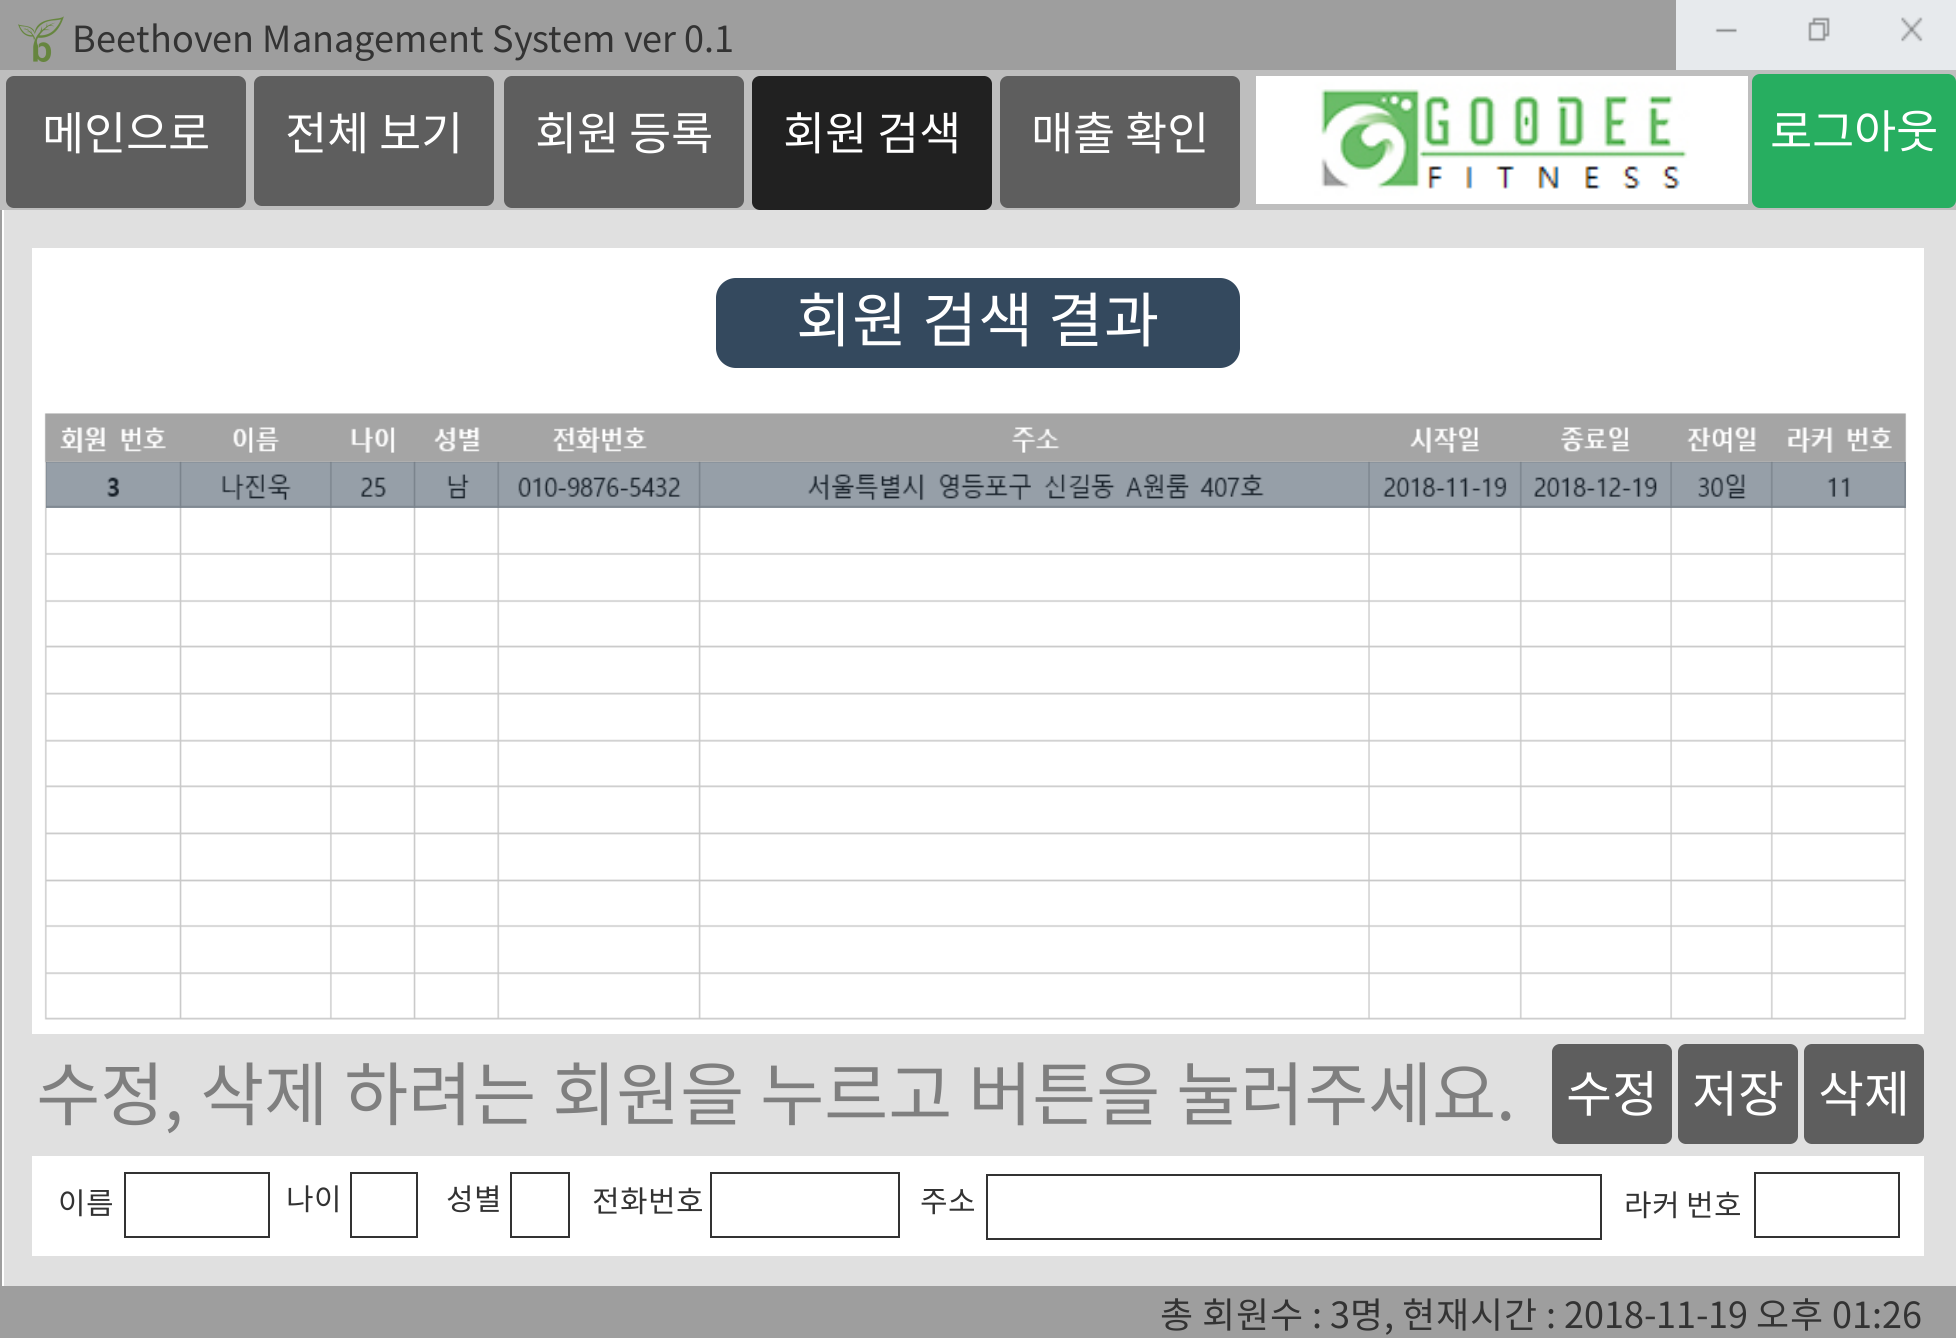 b
Beethoven Management System ver 0.1
메인으로 전체 보기 회원 등록 회원 검색 매출 확인 GOODEE FITNESS 로그아웃
회원 검색 결과
회원 번호 이름 나이 성별 전화번호 주소 시작일 종료일 잔여일 라커 번호
3 나진욱 25 남 010-9876-5432 서울특별시 영등포구 신길동 A원룸 407호 2018-11-19 2018-12-19 30일 11
수정, 삭제 하려는 회원을 누르고 버튼을 눌러주세요. 수정 저장 삭제
이름 나이 성별 전화번호 주소 라커 번호
총 회원수 : 3명, 현재시간 : 2018-11-19 오후 01:26